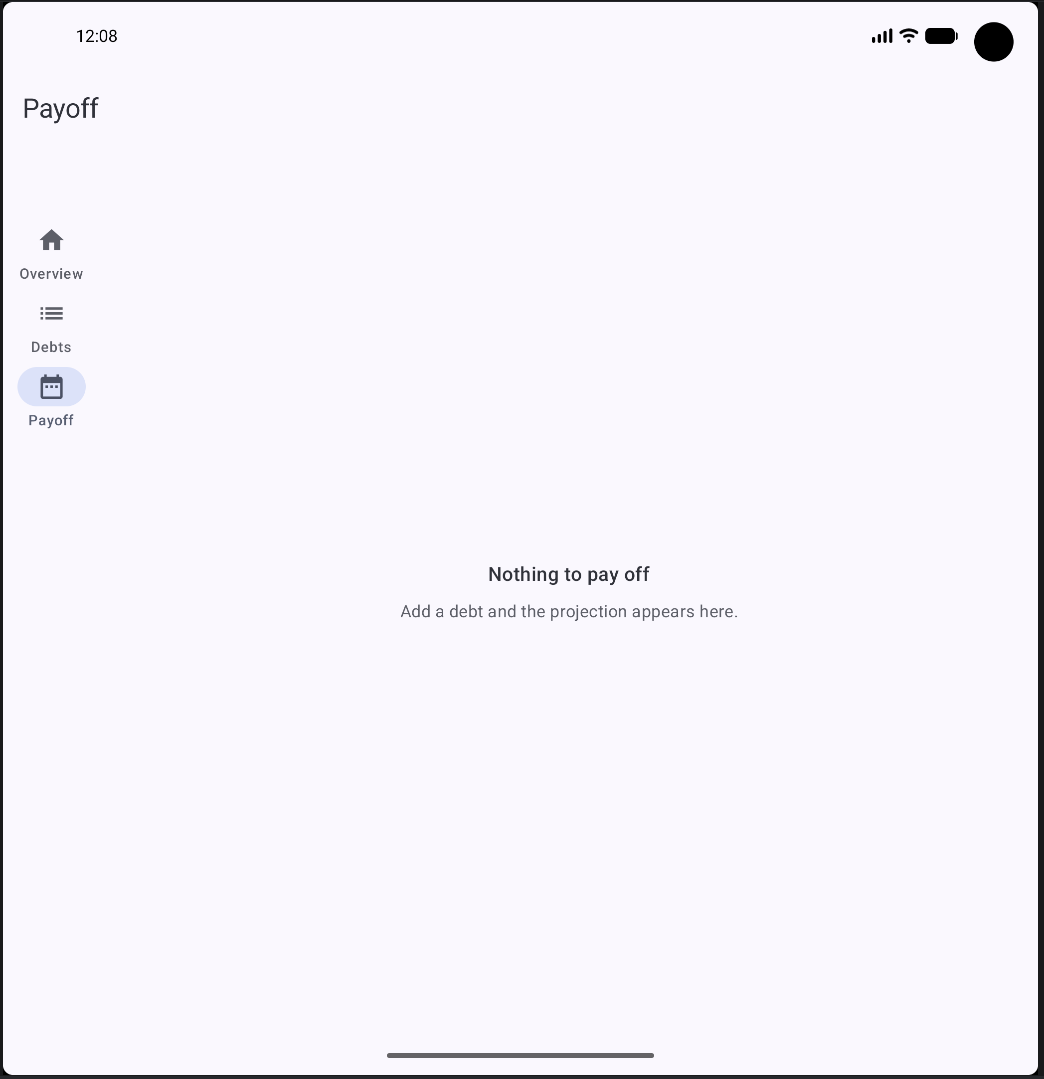 12:08
Payoff
Overview
Debts
Payoff
Nothing to pay off
Add a debt and the projection appears here.